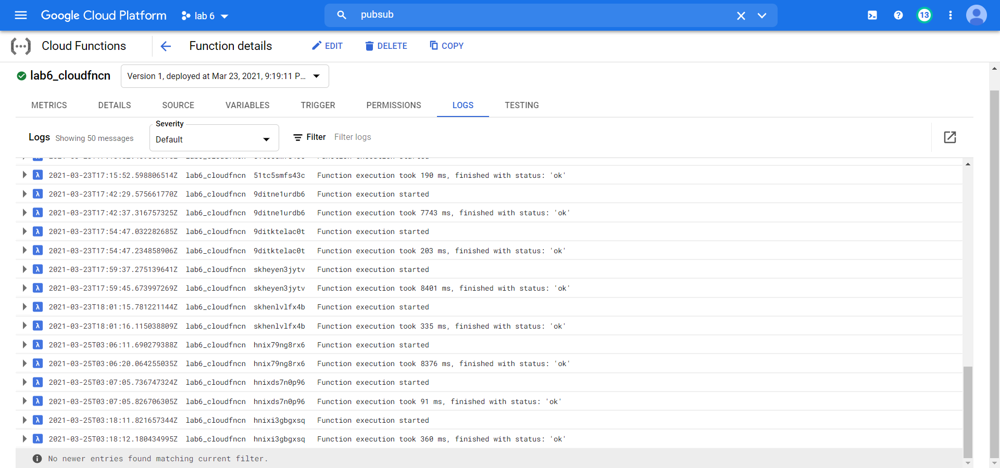 Google Cloud Platform lab 6 pubsub 13
Cloud Functions Function details EDIT DELETE COPY
lab6_cloudfncn Version 1, deployed at Mar 23, 2021, 9:19:11 P...
METRICS DETAILS SOURCE VARIABLES TRIGGER PERMISSIONS LOGS TESTING
Severity
Logs Showing 50 messages Default Filter Filter logs
λ 2021-03-23T17:15:52.598806514Z lab6_cloudfncn 51tc5smfs43c Function execution took 190 ms, finished with status: 'ok'
λ 2021-03-23T17:42:29.575661770Z lab6_cloudfncn 9ditne1urdb6 Function execution started
λ 2021-03-23T17:42:37.316757325Z lab6_cloudfncn 9ditne1urdb6 Function execution took 7743 ms, finished with status: 'ok'
λ 2021-03-23T17:54:47.032282685Z lab6_cloudfncn 9ditktelac0t Function execution started
λ 2021-03-23T17:54:47.234858906Z lab6_cloudfncn 9ditktelac0t Function execution took 203 ms, finished with status: 'ok'
λ 2021-03-23T17:59:37.275139641Z lab6_cloudfncn skheyen3jytv Function execution started
λ 2021-03-23T17:59:45.673997269Z lab6_cloudfncn skheyen3jytv Function execution took 8401 ms, finished with status: 'ok'
λ 2021-03-23T18:01:15.781221144Z lab6_cloudfncn skhenlvlfx4b Function execution started
λ 2021-03-23T18:01:16.115038809Z lab6_cloudfncn skhenlvlfx4b Function execution took 335 ms, finished with status: 'ok'
λ 2021-03-25T03:06:11.690279388Z lab6_cloudfncn hnix79ng8rx6 Function execution started
λ 2021-03-25T03:06:20.064255035Z lab6_cloudfncn hnix79ng8rx6 Function execution took 8376 ms, finished with status: 'ok'
λ 2021-03-25T03:07:05.736747324Z lab6_cloudfncn hnixds7n0p96 Function execution started
λ 2021-03-25T03:07:05.826706305Z lab6_cloudfncn hnixds7n0p96 Function execution took 91 ms, finished with status: 'ok'
λ 2021-03-25T03:18:11.821657344Z lab6_cloudfncn hnixi3gbgxsq Function execution started
λ 2021-03-25T03:18:12.180434995Z lab6_cloudfncn hnixi3gbgxsq Function execution took 360 ms, finished with status: 'ok'
No newer entries found matching current filter.